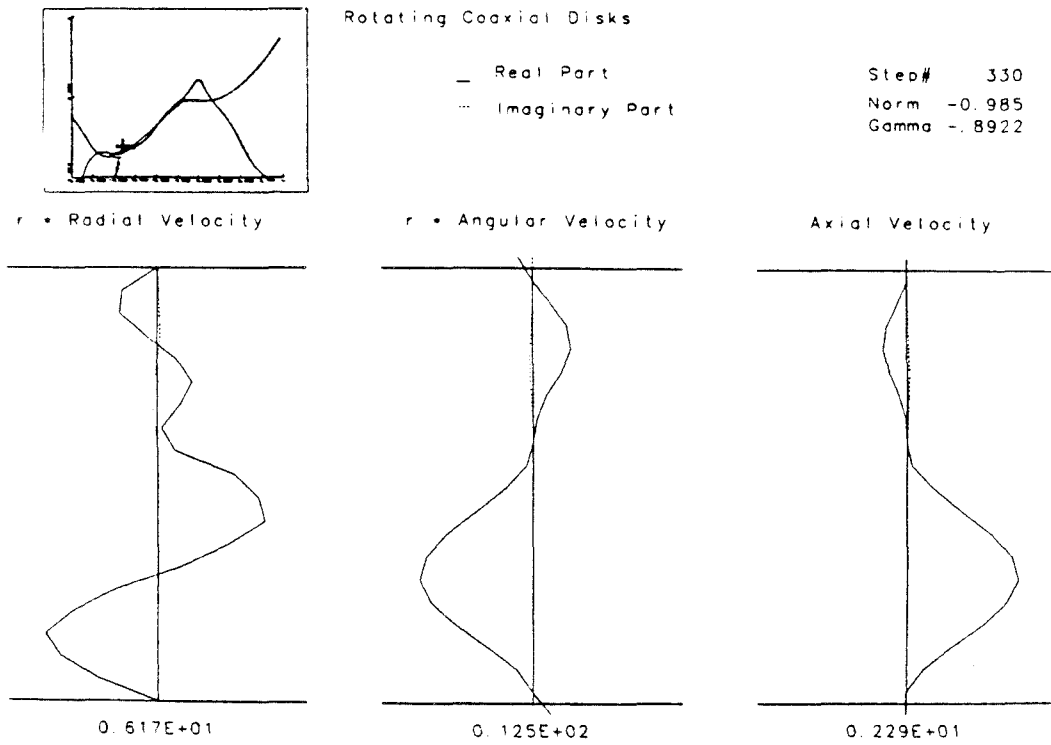 Rotating Coaxial Disks
Real Part
Imaginary Part
Step# 330
Norm -0.985
Gamma -.8922
r * Radial Velocity
r * Angular Velocity
Axial Velocity
0.617E+01
0.125E+02
0.229E+01